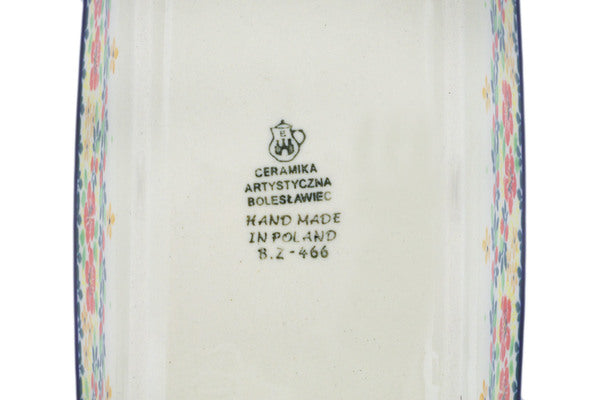 B
CERAMIKA
ARTYSTYCZNA
BOLESŁAWIEC
HAND MADE
IN POLAND
B.Z-466